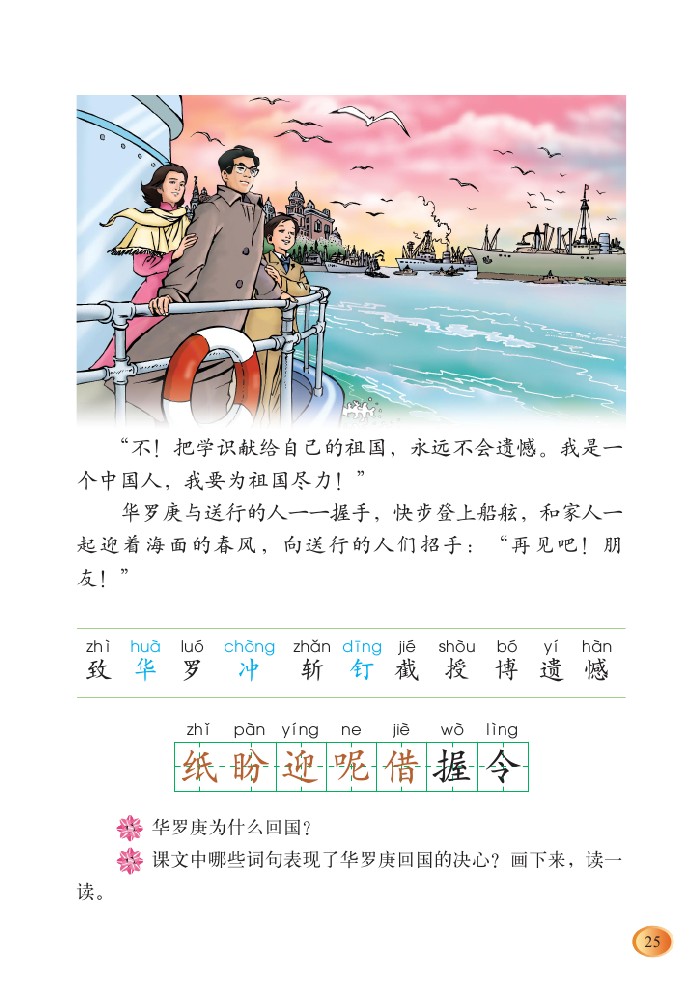 “不！把学识献给自己的祖国，永远不会遗憾。我是一
个中国人，我要为祖国尽力！”
华罗庚与送行的人一一握手，快步登上船舷，和家人一
起迎着海面的春风，向送行的人们招手：“再见吧！朋
友！”
zhì huà luó chòng zhǎn dīng jié shòu bó yí hàn
致 华 罗 冲 斩 钉 截 授 博 遗 憾
zhǐ pàn yíng ne jiè wò lìng
纸 盼 迎 呢 借 握 令
华罗庚为什么回国？
课文中哪些词句表现了华罗庚回国的决心？画下来，读一
读。
25